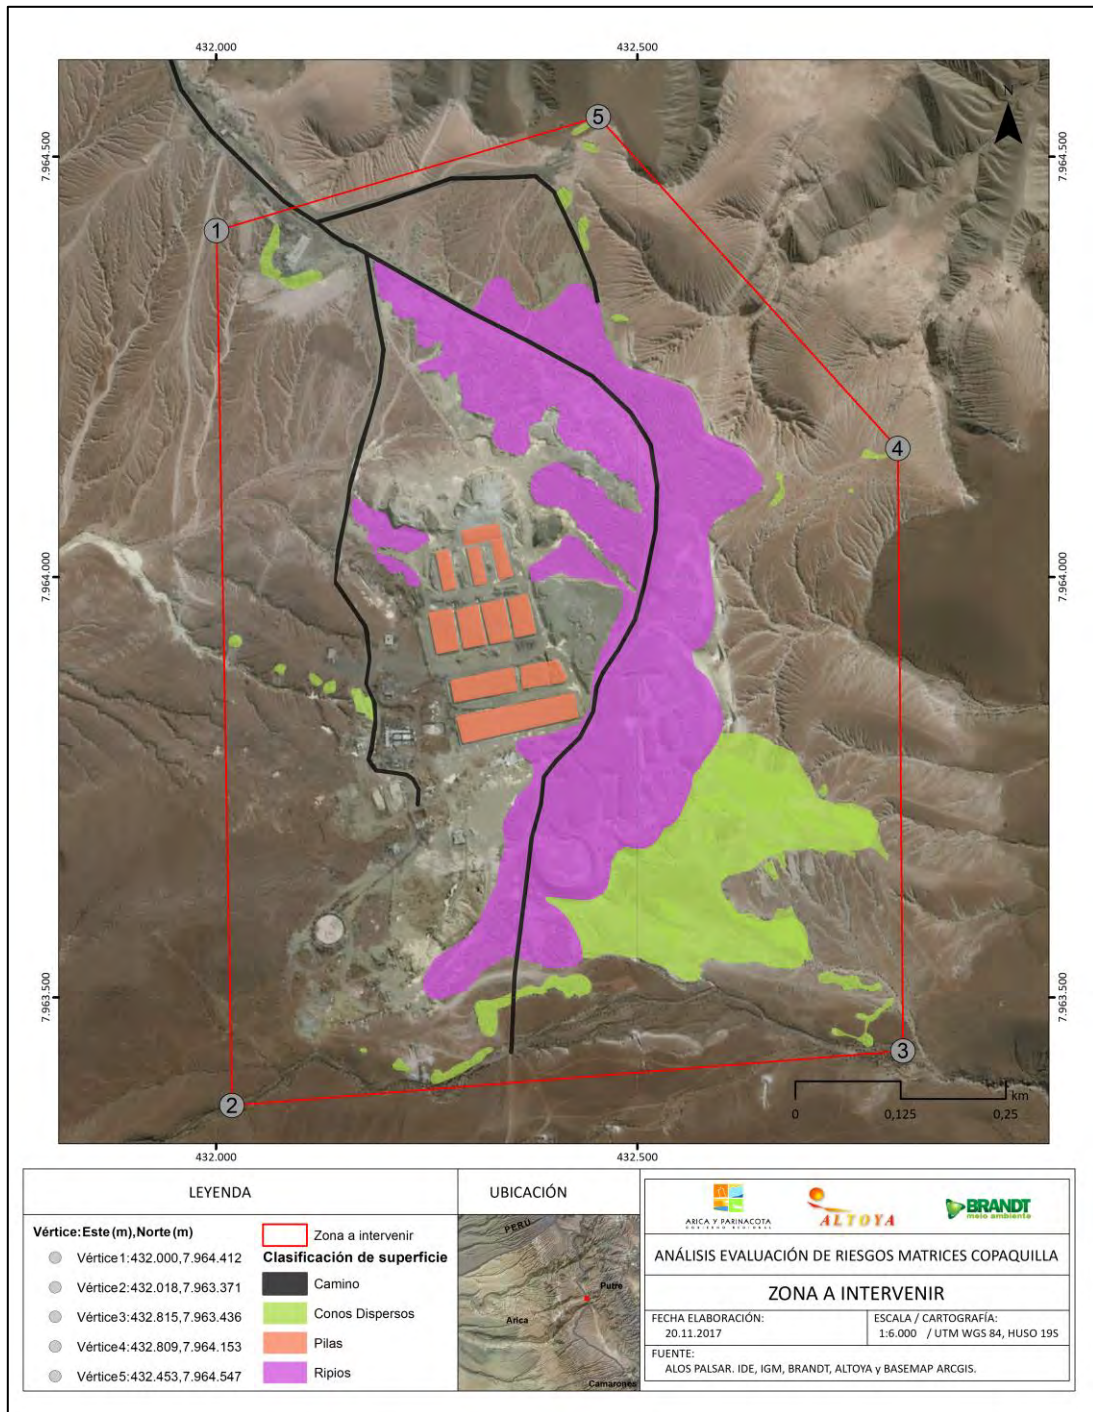 432.000
432.500
N
7.964.500
7.964.500
5
1
4
7.964.000
7.964.000
7.963.500
7.963.500
3
2
km
0
0,125
0,25
432.000
432.500
LEYENDA
Vértice:Este(m),Norte(m)
Vértice1:432.000,7.964.412
Vértice2:432.018,7.963.371
Vértice3:432.815,7.963.436
Vértice4:432.809,7.964.153
Vértice5:432.453,7.964.547
Zona a intervenir
Clasificación de superficie
Camino
Conos Dispersos
Pilas
Ripios
UBICACIÓN
PERU
Putre
Arica
Camarones
ARICA Y PARINACOTA
GOBIERNO REGIONAL
ALTOYA
BRANDT
meio ambiente
ANÁLISIS EVALUACIÓN DE RIESGOS MATRICES COPAQUILLA
ZONA A INTERVENIR
FECHA ELABORACIÓN:
20.11.2017
ESCALA / CARTOGRAFÍA:
1:6.000 / UTM WGS 84, HUSO 19S
FUENTE:
ALOS PALSAR. IDE, IGM, BRANDT, ALTOYA y BASEMAP ARCGIS.